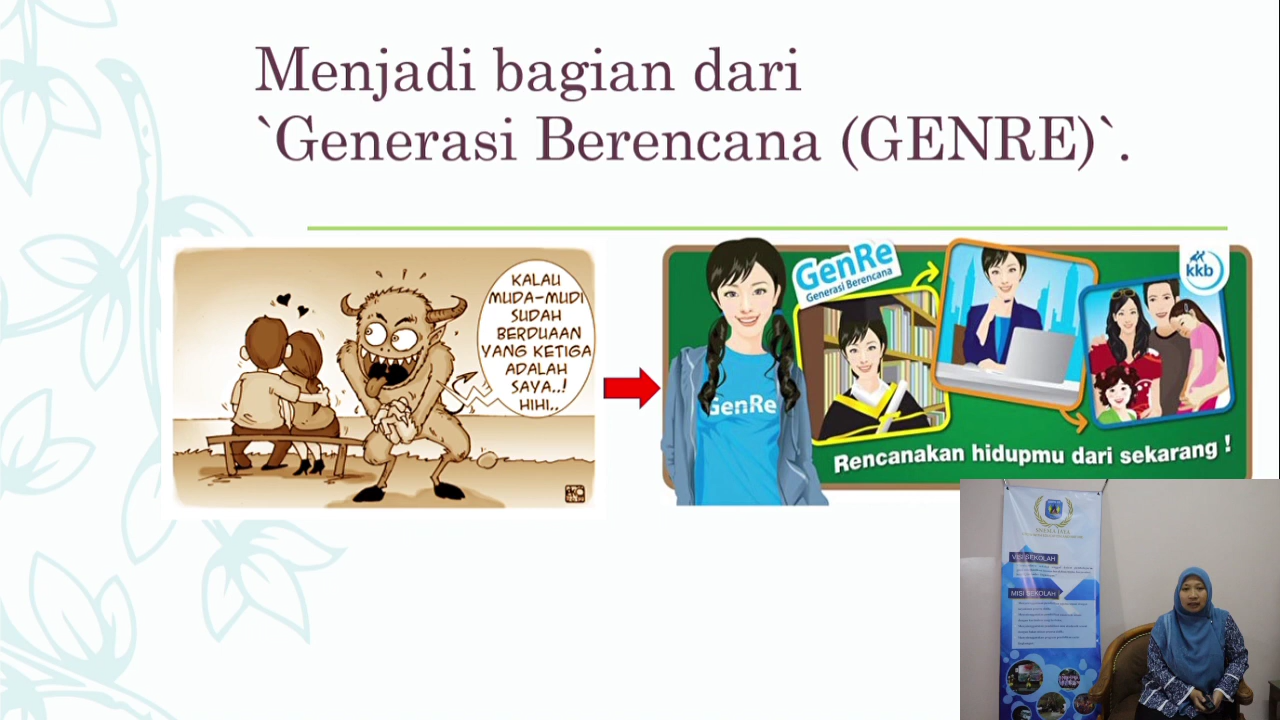 Menjadi bagian dari
`Generasi Berencana (GENRE)`.
KALAU
MUDA-MUDI
SUDAH
BERDUAAN
YANG KETIGA
ADALAH
SAYA..!
HIHI..
GenRe
Generasi Berencana
kkb
GenRe
Rencanakan hidupmu dari sekarang !
VISI SEKOLAH
MISI SEKOLAH